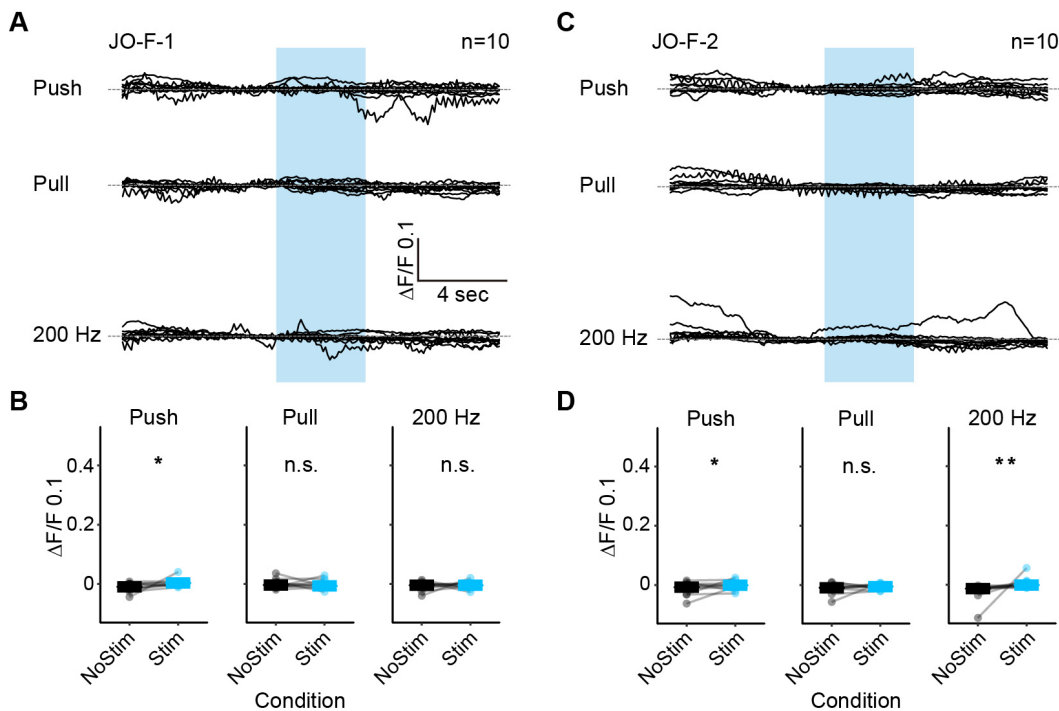 A
JO-F-1 n=10
Push
Pull
ΔF/F 0.1
4 sec
200 Hz
B
Push Pull 200 Hz
* n.s. n.s.
ΔF/F 0.1
0.4
0.2
0
NoStim Stim NoStim Stim NoStim Stim
Condition
C
JO-F-2 n=10
Push
Pull
200 Hz
D
Push Pull 200 Hz
* n.s. **
ΔF/F 0.1
0.4
0.2
0
NoStim Stim NoStim Stim NoStim Stim
Condition